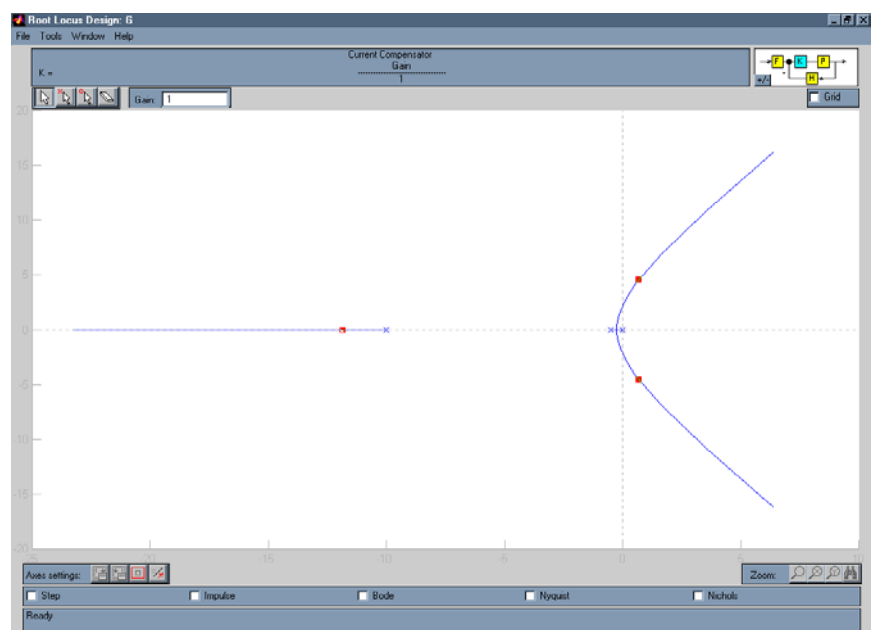 Root Locus Design: G
File Tools Window Help
Current Compensator
K =
Gain
1
F K P
+/-
-
H
Gain: 1
Grid
20
15
10
5
0
-5
-10
-15
-20
-25 -20 -15 -10 -5 0 5 10
Axes settings:
Zoom:
Step Impulse Bode Nyquist Nichols
Ready